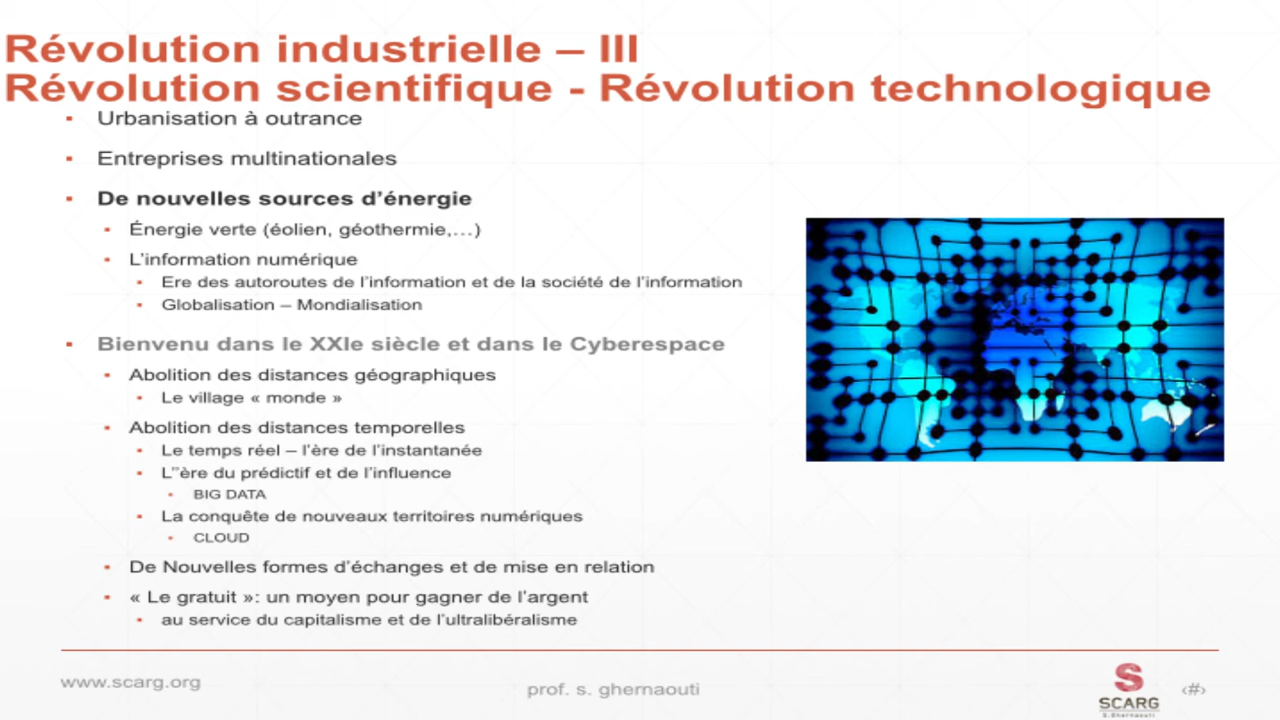 Révolution industrielle – III
Révolution scientifique - Révolution technologique
Urbanisation à outrance
Entreprises multinationales
De nouvelles sources d’énergie
Énergie verte (éolien, géothermie,…)
L’information numérique
Ere des autoroutes de l’information et de la société de l’information
Globalisation – Mondialisation
Bienvenu dans le XXIe siècle et dans le Cyberespace
Abolition des distances géographiques
Le village « monde »
Abolition des distances temporelles
Le temps réel – l’ère de l’instantanée
L’’ère du prédictif et de l’influence
BIG DATA
La conquête de nouveaux territoires numériques
CLOUD
De Nouvelles formes d’échanges et de mise en relation
« Le gratuit »: un moyen pour gagner de l’argent
au service du capitalisme et de l’ultralibéralisme
www.scarg.org
prof. s. ghernaouti
S
SCARG
S.Ghernaouti
‹#›